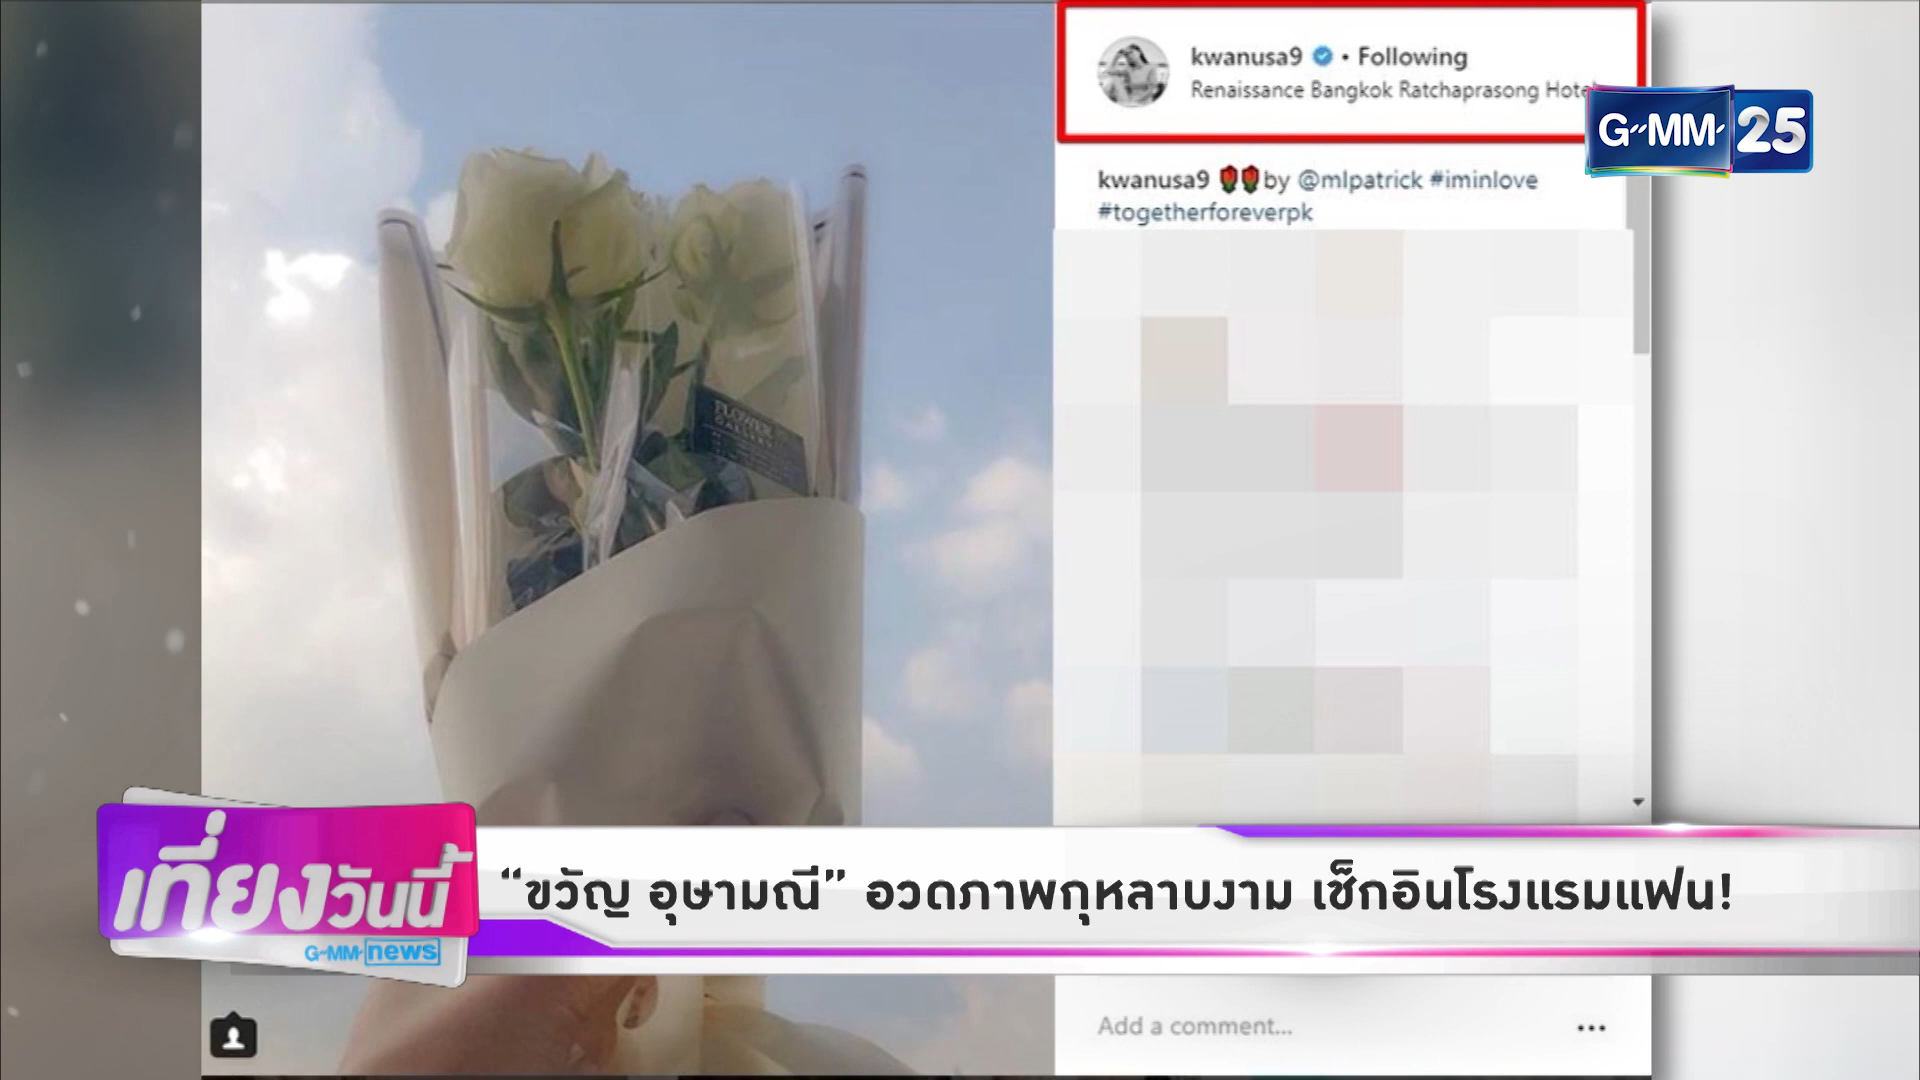 kwanusa9 • Following
Renaissance Bangkok Ratchaprasong Hote
G-MM 25
kwanusa9 🌹🌹by @mlpatrick #iminlove
#togetherforeverpk
FLOWER
GALLERY
เที่ยงวันนี้
G-MM news
“ขวัญ อุษามณี” อวดภาพกุหลาบงาม เช็กอินโรงแรมแฟน!
Add a comment...